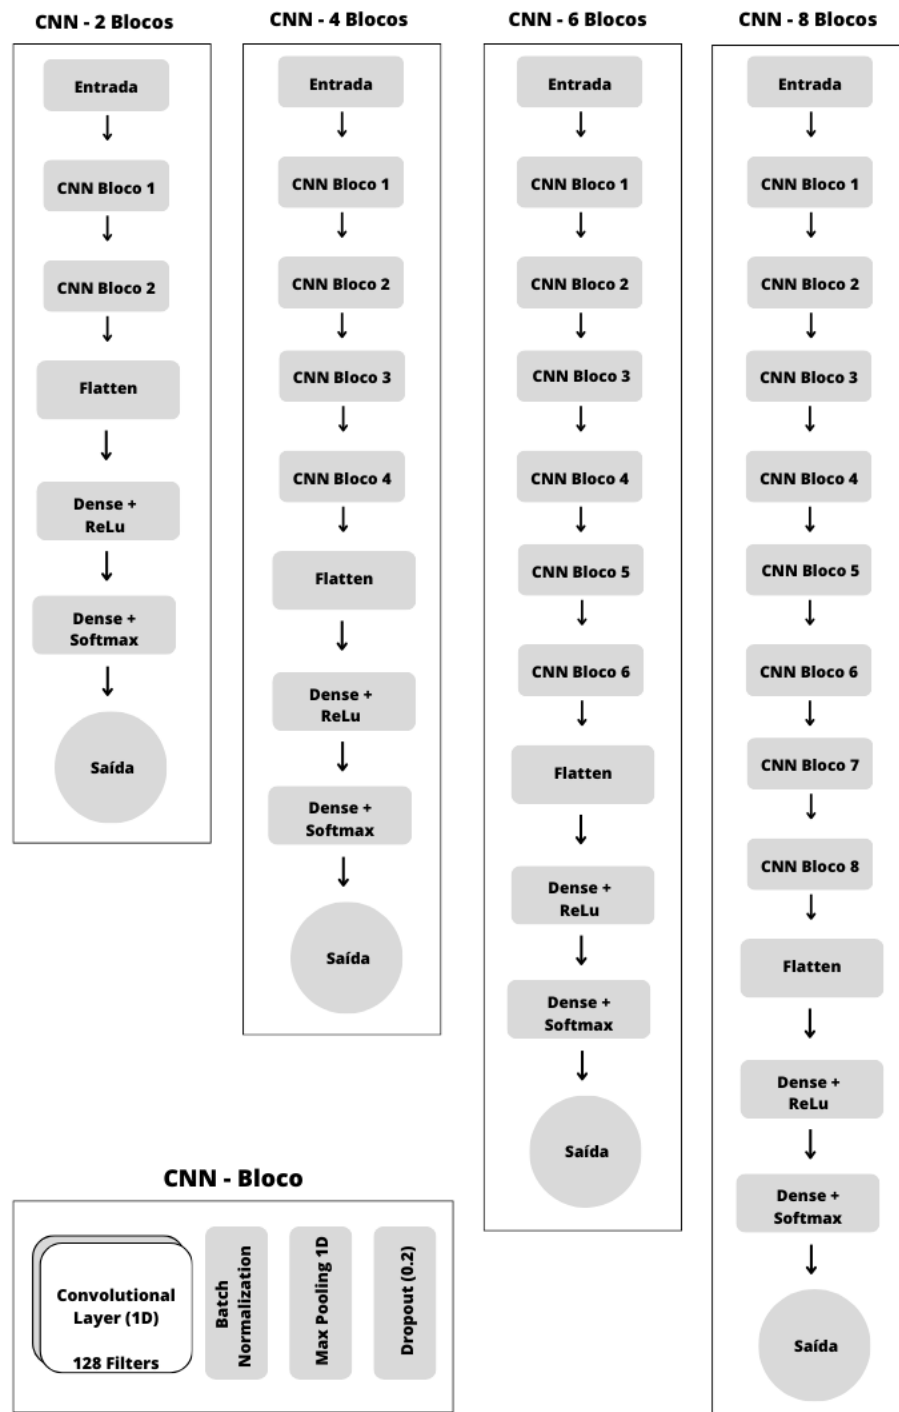 CNN - 2 Blocos
Entrada
CNN Bloco 1
CNN Bloco 2
Flatten
Dense +
ReLu
Dense +
Softmax
Saída
CNN - 4 Blocos
Entrada
CNN Bloco 1
CNN Bloco 2
CNN Bloco 3
CNN Bloco 4
Flatten
Dense +
ReLu
Dense +
Softmax
Saída
CNN - 6 Blocos
Entrada
CNN Bloco 1
CNN Bloco 2
CNN Bloco 3
CNN Bloco 4
CNN Bloco 5
CNN Bloco 6
Flatten
Dense +
ReLu
Dense +
Softmax
Saída
CNN - 8 Blocos
Entrada
CNN Bloco 1
CNN Bloco 2
CNN Bloco 3
CNN Bloco 4
CNN Bloco 5
CNN Bloco 6
CNN Bloco 7
CNN Bloco 8
Flatten
Dense +
ReLu
Dense +
Softmax
Saída
CNN - Bloco
Convolutional
Layer (1D)
128 Filters
Batch
Normalization
Max Pooling 1D
Dropout (0.2)